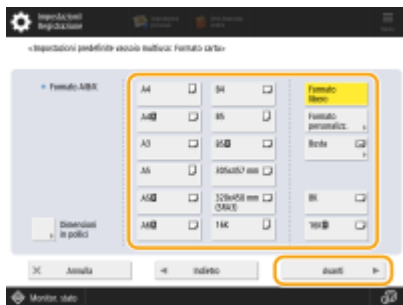 Impostazioni/
Registrazione
<Impostazioni predefinite vassoio multiuso: Formato carta>
Formato AB/K
A4
B4
Formato
libero
A4R
B5
Formato
personalizz.
A3
B5R
Busta
A5
305x457 mm
A5R
320x450 mm
(SRA3)
8K
A6R
16K
16KR
Dimensioni
in pollici
Annulla
Indietro
Avanti
Monitor. stato